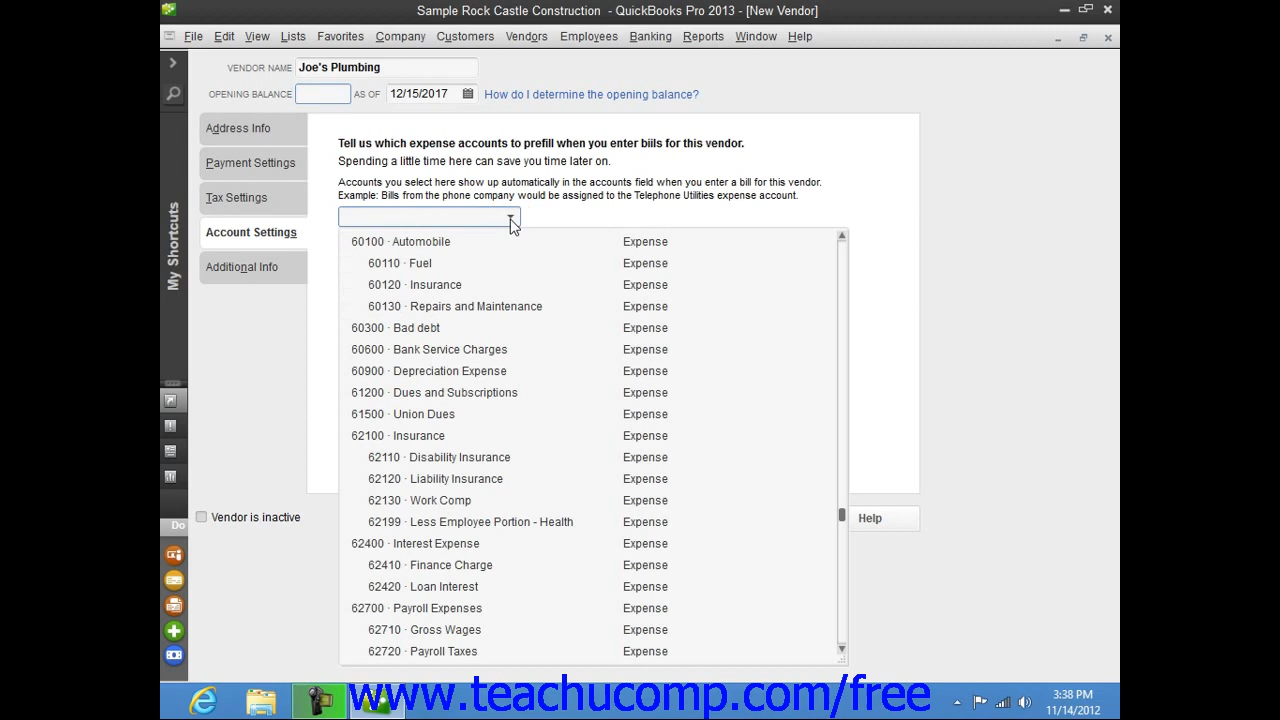 Sample Rock Castle Construction - QuickBooks Pro 2013 - [New Vendor]
File Edit View Lists Favorites Company Customers Vendors Employees Banking Reports Window Help
VENDOR NAME Joe's Plumbing
OPENING BALANCE AS OF 12/15/2017 How do I determine the opening balance?
Address Info
Payment Settings
Tax Settings
Account Settings
Additional Info
My Shortcuts
Do
Tell us which expense accounts to prefill when you enter bills for this vendor.
Spending a little time here can save you time later on.
Accounts you select here show up automatically in the accounts field when you enter a bill for this vendor.
Example: Bills from the phone company would be assigned to the Telephone Utilities expense account.
60100 · Automobile Expense
60110 · Fuel Expense
60120 · Insurance Expense
60130 · Repairs and Maintenance Expense
60300 · Bad debt Expense
60600 · Bank Service Charges Expense
60900 · Depreciation Expense Expense
61200 · Dues and Subscriptions Expense
61500 · Union Dues Expense
62100 · Insurance Expense
62110 · Disability Insurance Expense
62120 · Liability Insurance Expense
62130 · Work Comp Expense
62199 · Less Employee Portion - Health Expense
62400 · Interest Expense Expense
62410 · Finance Charge Expense
62420 · Loan Interest Expense
62700 · Payroll Expenses Expense
62710 · Gross Wages Expense
62720 · Payroll Taxes Expense
Vendor is inactive
Help
www.teachucomp.com/free
3:38 PM
11/14/2012